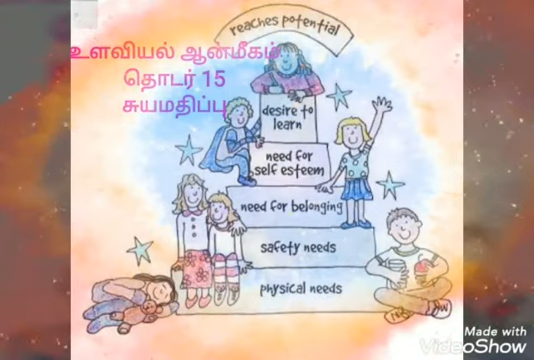 reaches potential
உளவியல் ஆன்மீகம்
தொடர் 15
சுயமதிப்பு
desire to
learn
need for
self esteem
need for belonging
safety needs
physical needs
Made with
VideoShow